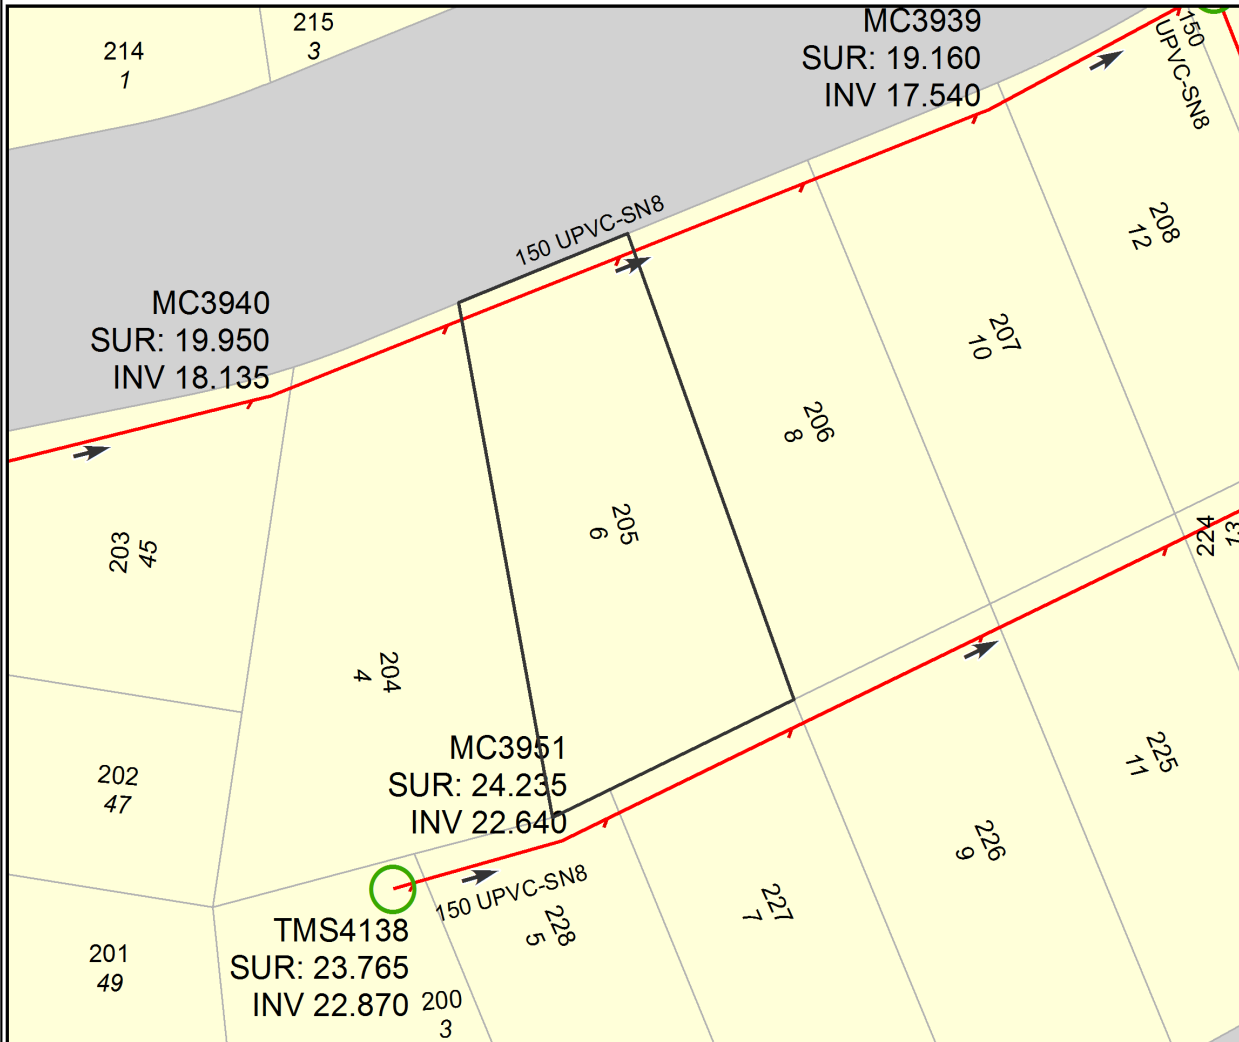 215
3
214
1
MC3939
SUR: 19.160
INV 17.540
150
UPVC-SN8
150 UPVC-SN8
208
12
MC3940
SUR: 19.950
INV 18.135
207
10
206
8
205
6
203
45
224
13
204
4
MC3951
SUR: 24.235
INV 22.640
202
47
225
11
226
9
150 UPVC-SN8
227
7
228
5
TMS4138
SUR: 23.765
INV 22.870
201
49
200
3